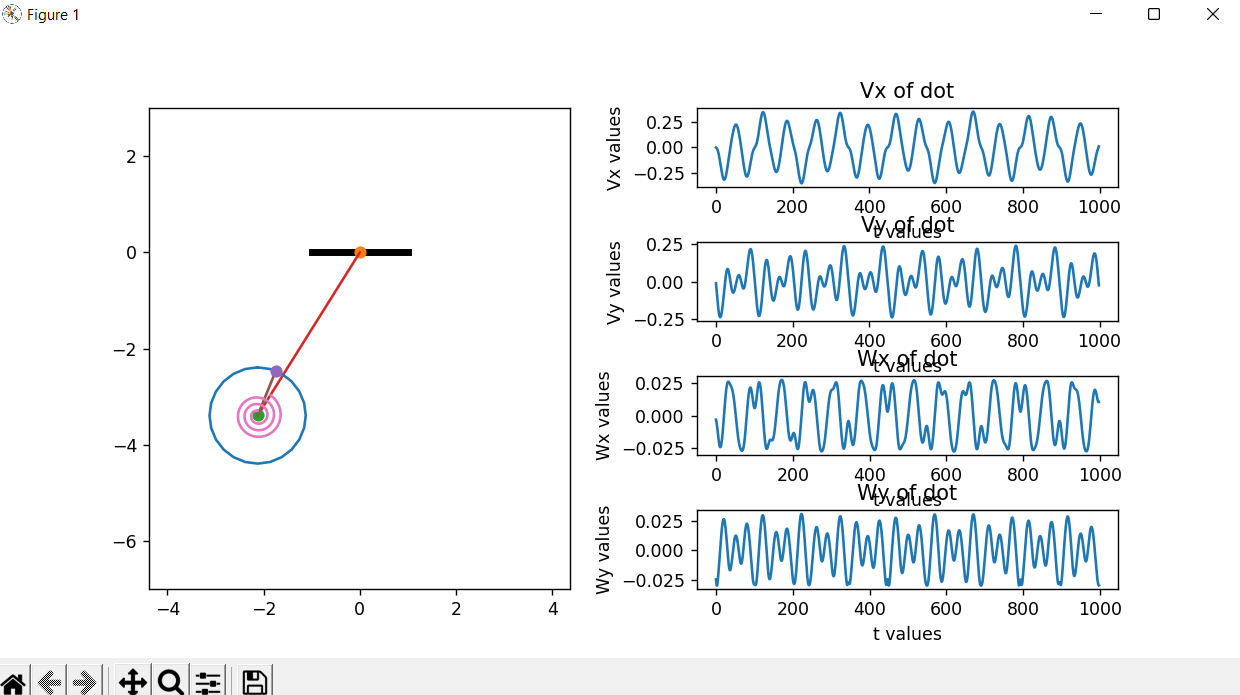 Figure 1
2
0
−2
−4
−6
−4 −2 0 2 4
Vx of dot
Vx values
0.25
0.00
−0.25
0 200 400 600 800 1000
t values
Vy of dot
Vy values
0.25
0.00
−0.25
0 200 400 600 800 1000
t values
Wx of dot
Wx values
0.025
0.000
−0.025
0 200 400 600 800 1000
t values
Wy of dot
Wy values
0.025
0.000
−0.025
0 200 400 600 800 1000
t values